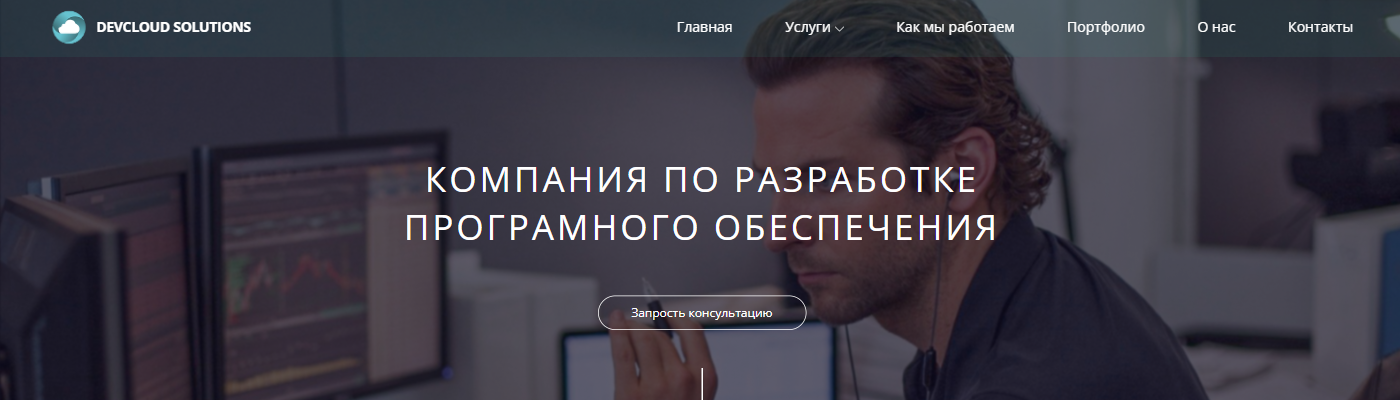 DEVCLOUD SOLUTIONS
Главная Услуги Как мы работаем Портфолио О нас Контакты
КОМПАНИЯ ПО РАЗРАБОТКЕ
ПРОГРАМНОГО ОБЕСПЕЧЕНИЯ
Запрость консультацию